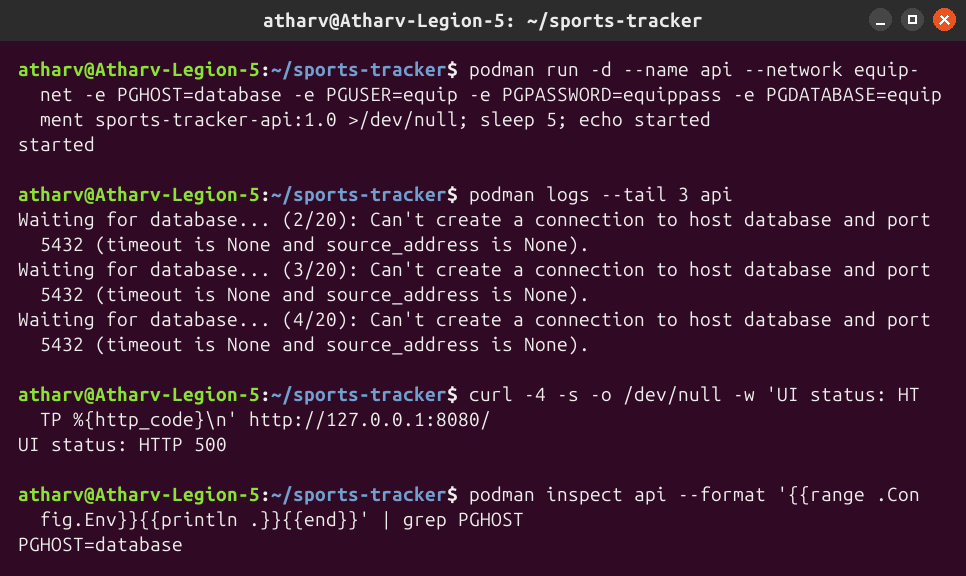 atharv@Atharv-Legion-5: ~/sports-tracker
atharv@Atharv-Legion-5:~/sports-tracker$ podman run -d --name api --network equip-
net -e PGHOST=database -e PGUSER=equip -e PGPASSWORD=equippass -e PGDATABASE=equip
ment sports-tracker-api:1.0 >/dev/null; sleep 5; echo started
started
atharv@Atharv-Legion-5:~/sports-tracker$ podman logs --tail 3 api
Waiting for database... (2/20): Can't create a connection to host database and port
5432 (timeout is None and source_address is None).
Waiting for database... (3/20): Can't create a connection to host database and port
5432 (timeout is None and source_address is None).
Waiting for database... (4/20): Can't create a connection to host database and port
5432 (timeout is None and source_address is None).
atharv@Atharv-Legion-5:~/sports-tracker$ curl -4 -s -o /dev/null -w 'UI status: HT
TP %{http_code}\n' http://127.0.0.1:8080/
UI status: HTTP 500
atharv@Atharv-Legion-5:~/sports-tracker$ podman inspect api --format '{{range .Con
fig.Env}}{{println .}}{{end}}' | grep PGHOST
PGHOST=database